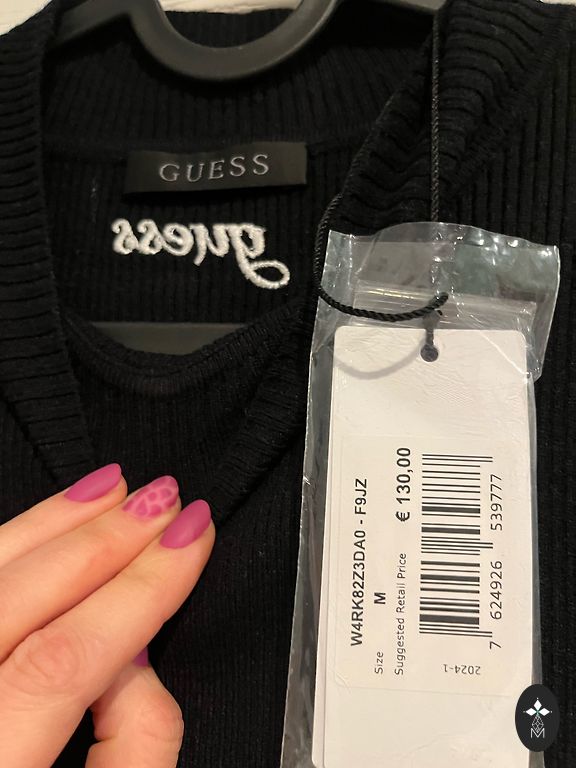 GUESS
guess
W4RK82Z3DA0 - F9JZ
Size M
Suggested Retail Price € 130,00
7 624926 539777
2024-1
M